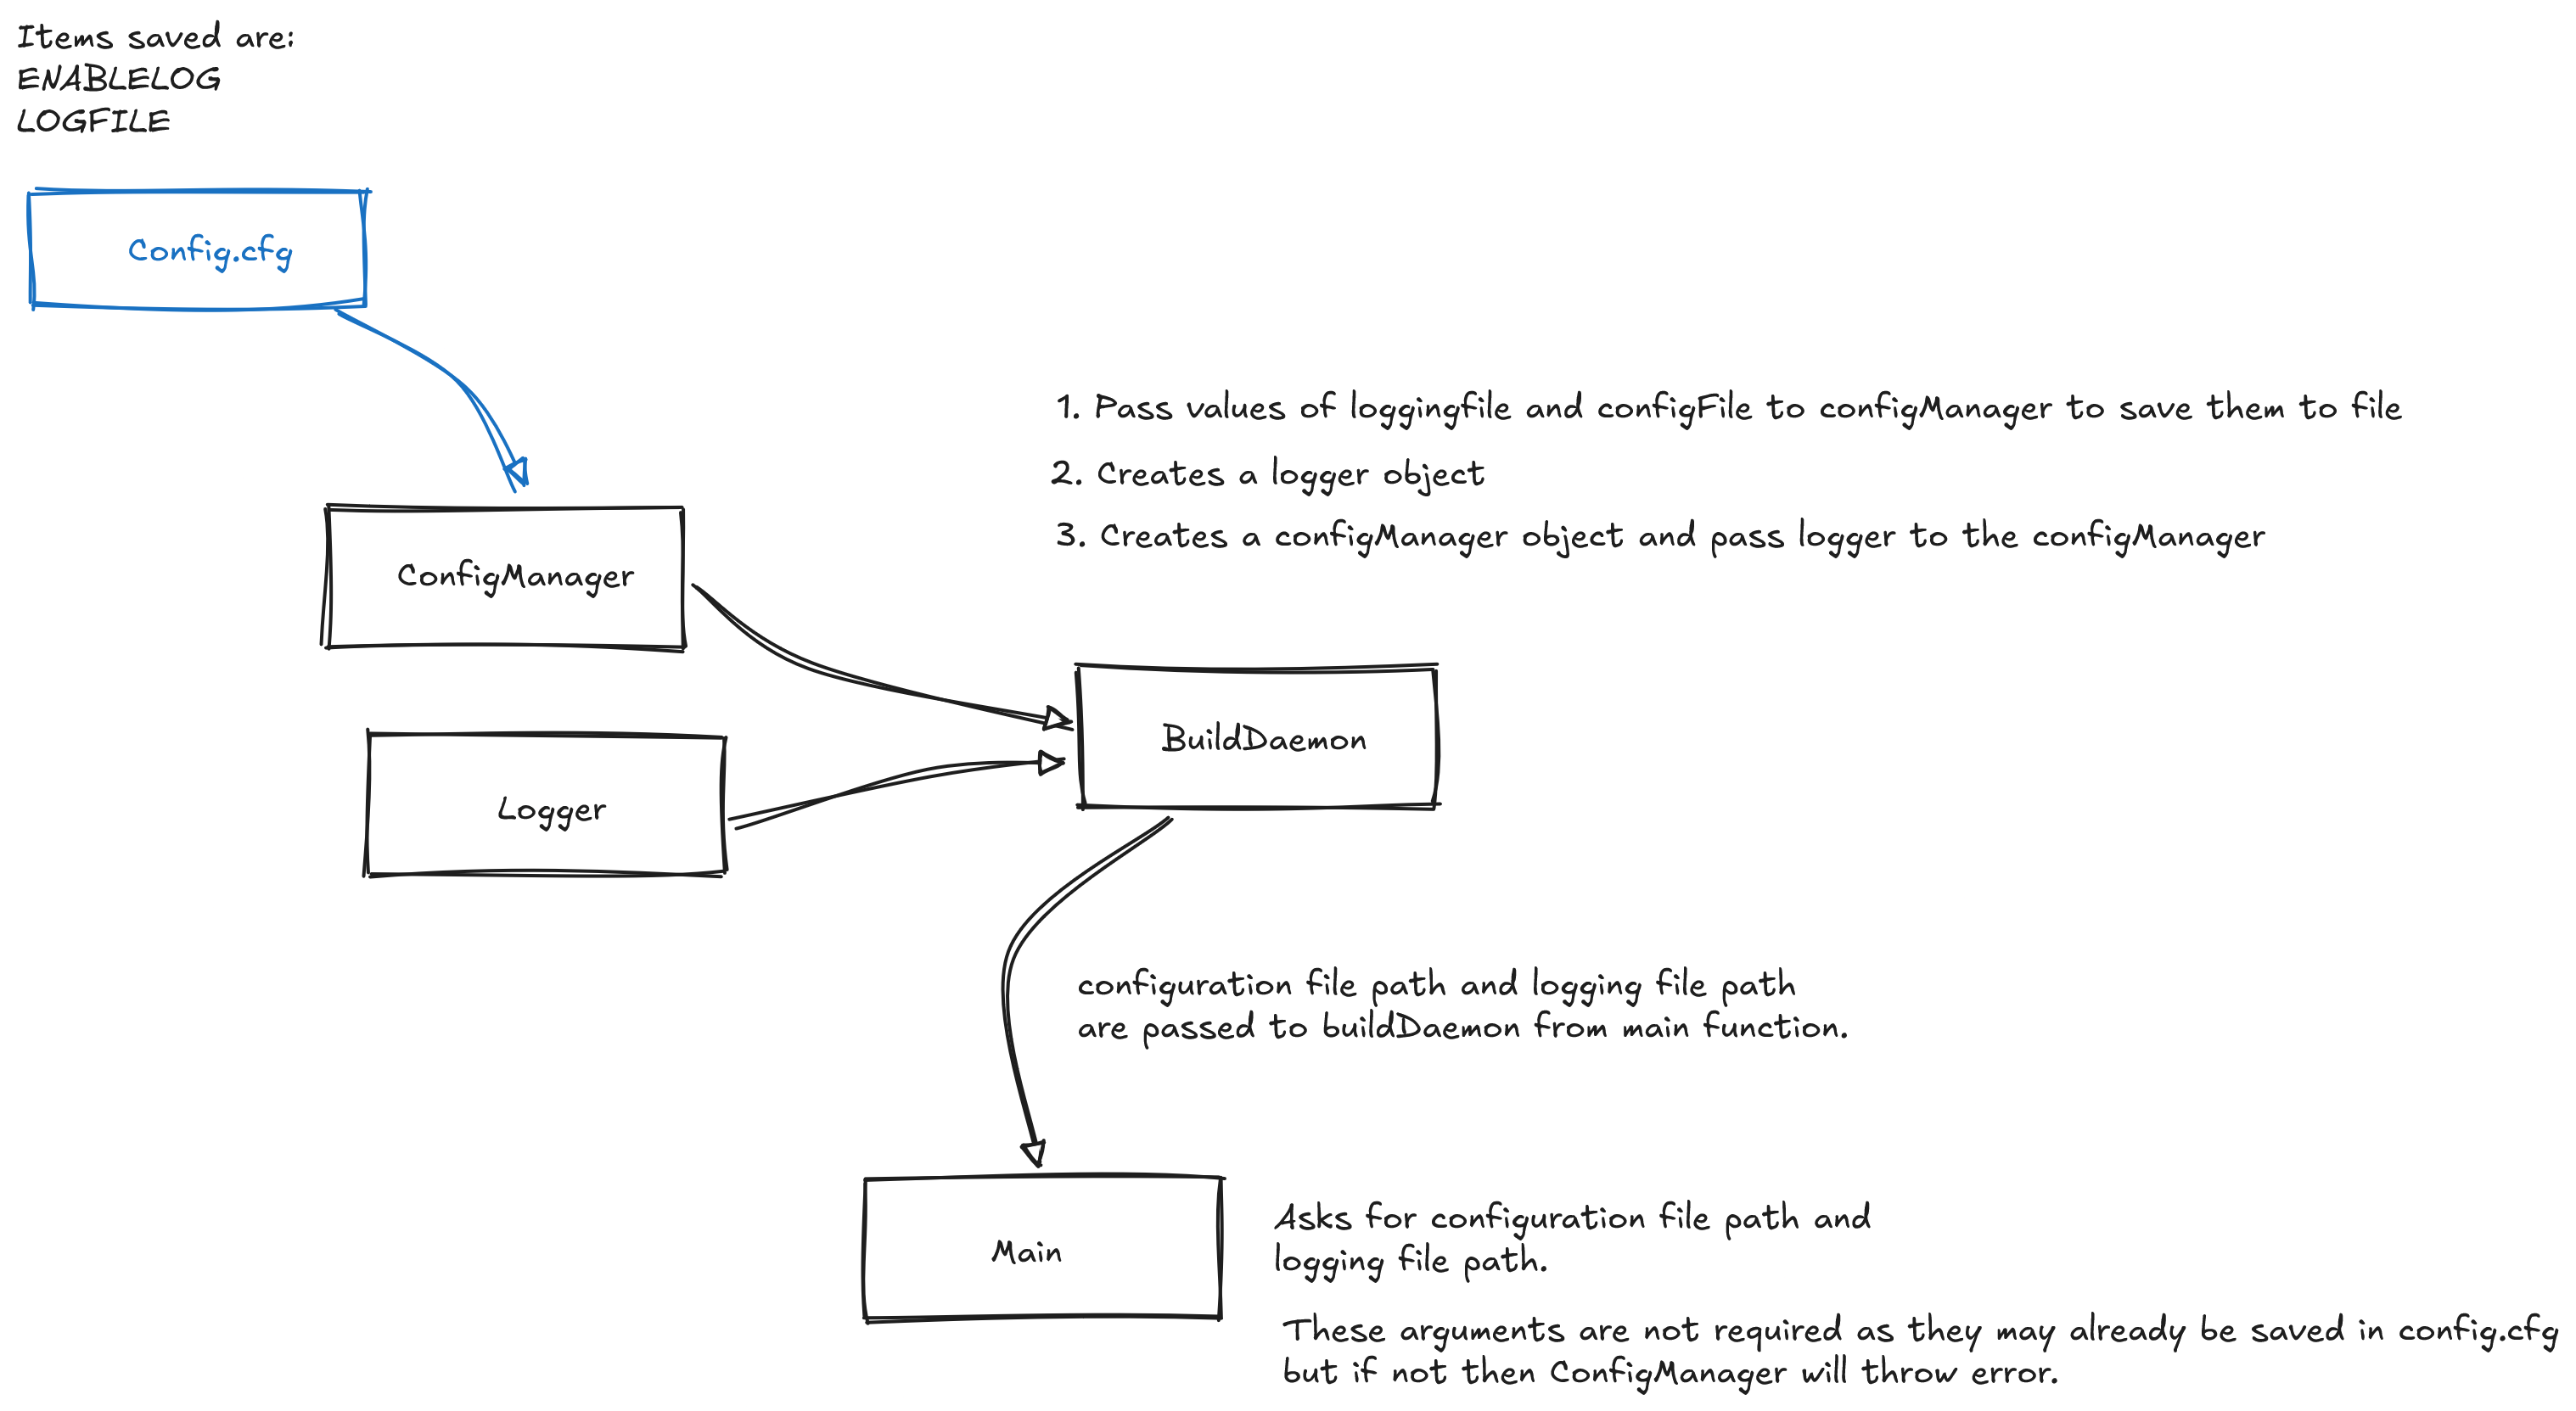 Items saved are:
ENABLELOG
LOGFILE
Config.cfg
1. Pass values of loggingfile and configFile to configManager to save them to file
2. Creates a logger object
3. Creates a configManager object and pass logger to the configManager
ConfigManager
BuildDaemon
Logger
configuration file path and logging file path
are passed to buildDaemon from main function.
Main
Asks for configuration file path and
logging file path.
These arguments are not required as they may already be saved in config.cfg
but if not then ConfigManager will throw error.